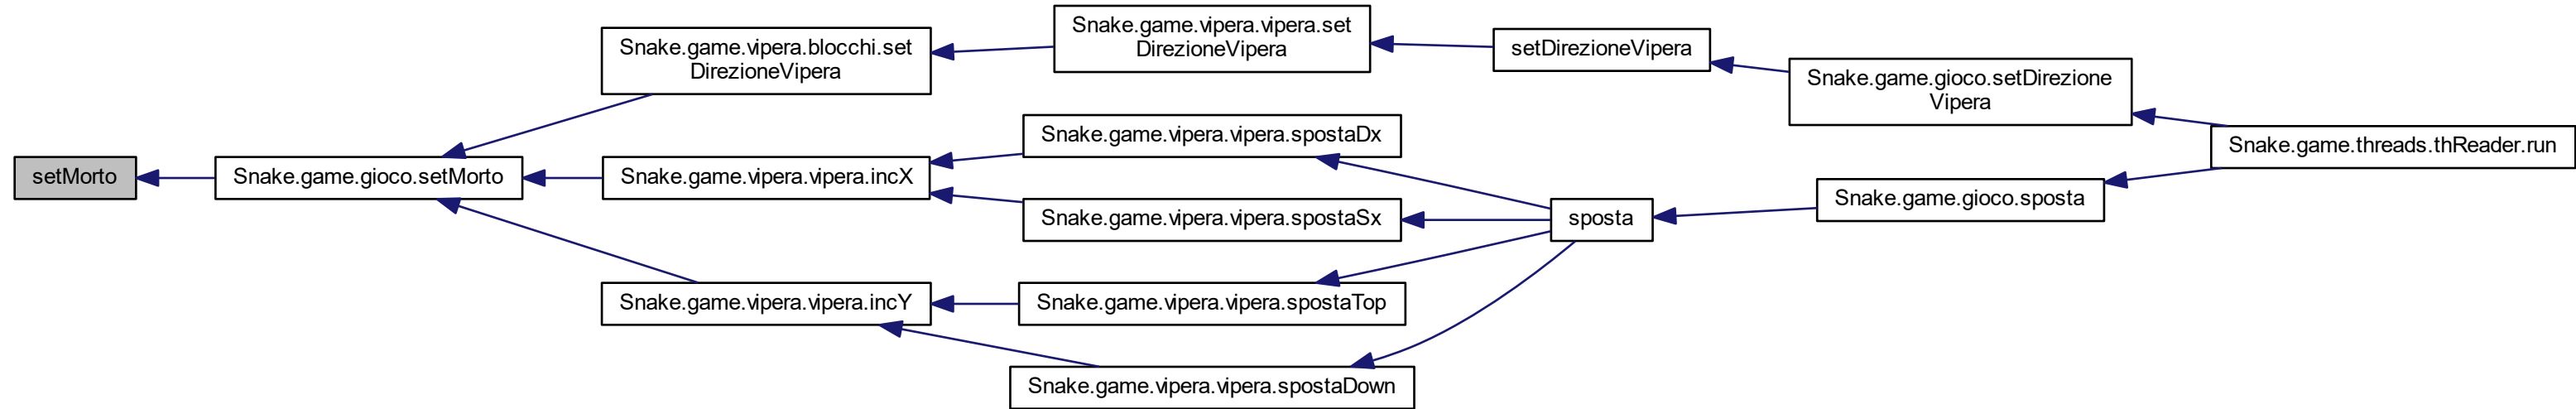 setMorto
Snake.game.gioco.setMorto
Snake.game.vipera.blocchi.set
DirezioneVipera
Snake.game.vipera.vipera.incX
Snake.game.vipera.vipera.incY
Snake.game.vipera.vipera.set
DirezioneVipera
Snake.game.vipera.vipera.spostaDx
Snake.game.vipera.vipera.spostaSx
Snake.game.vipera.vipera.spostaTop
Snake.game.vipera.vipera.spostaDown
setDirezioneVipera
sposta
Snake.game.gioco.setDirezione
Vipera
Snake.game.gioco.sposta
Snake.game.threads.thReader.run